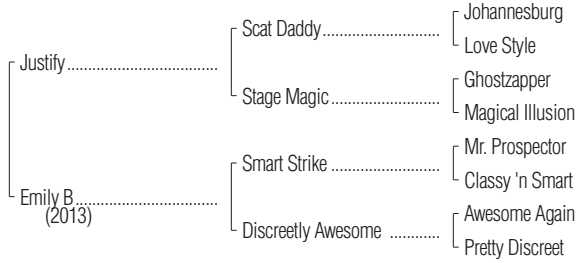 Johannesburg
Scat Daddy
Love Style
Justify
Ghostzapper
Stage Magic
Magical Illusion
Mr. Prospector
Smart Strike
Classy 'n Smart
Emily B
(2013)
Awesome Again
Discreetly Awesome
Pretty Discreet